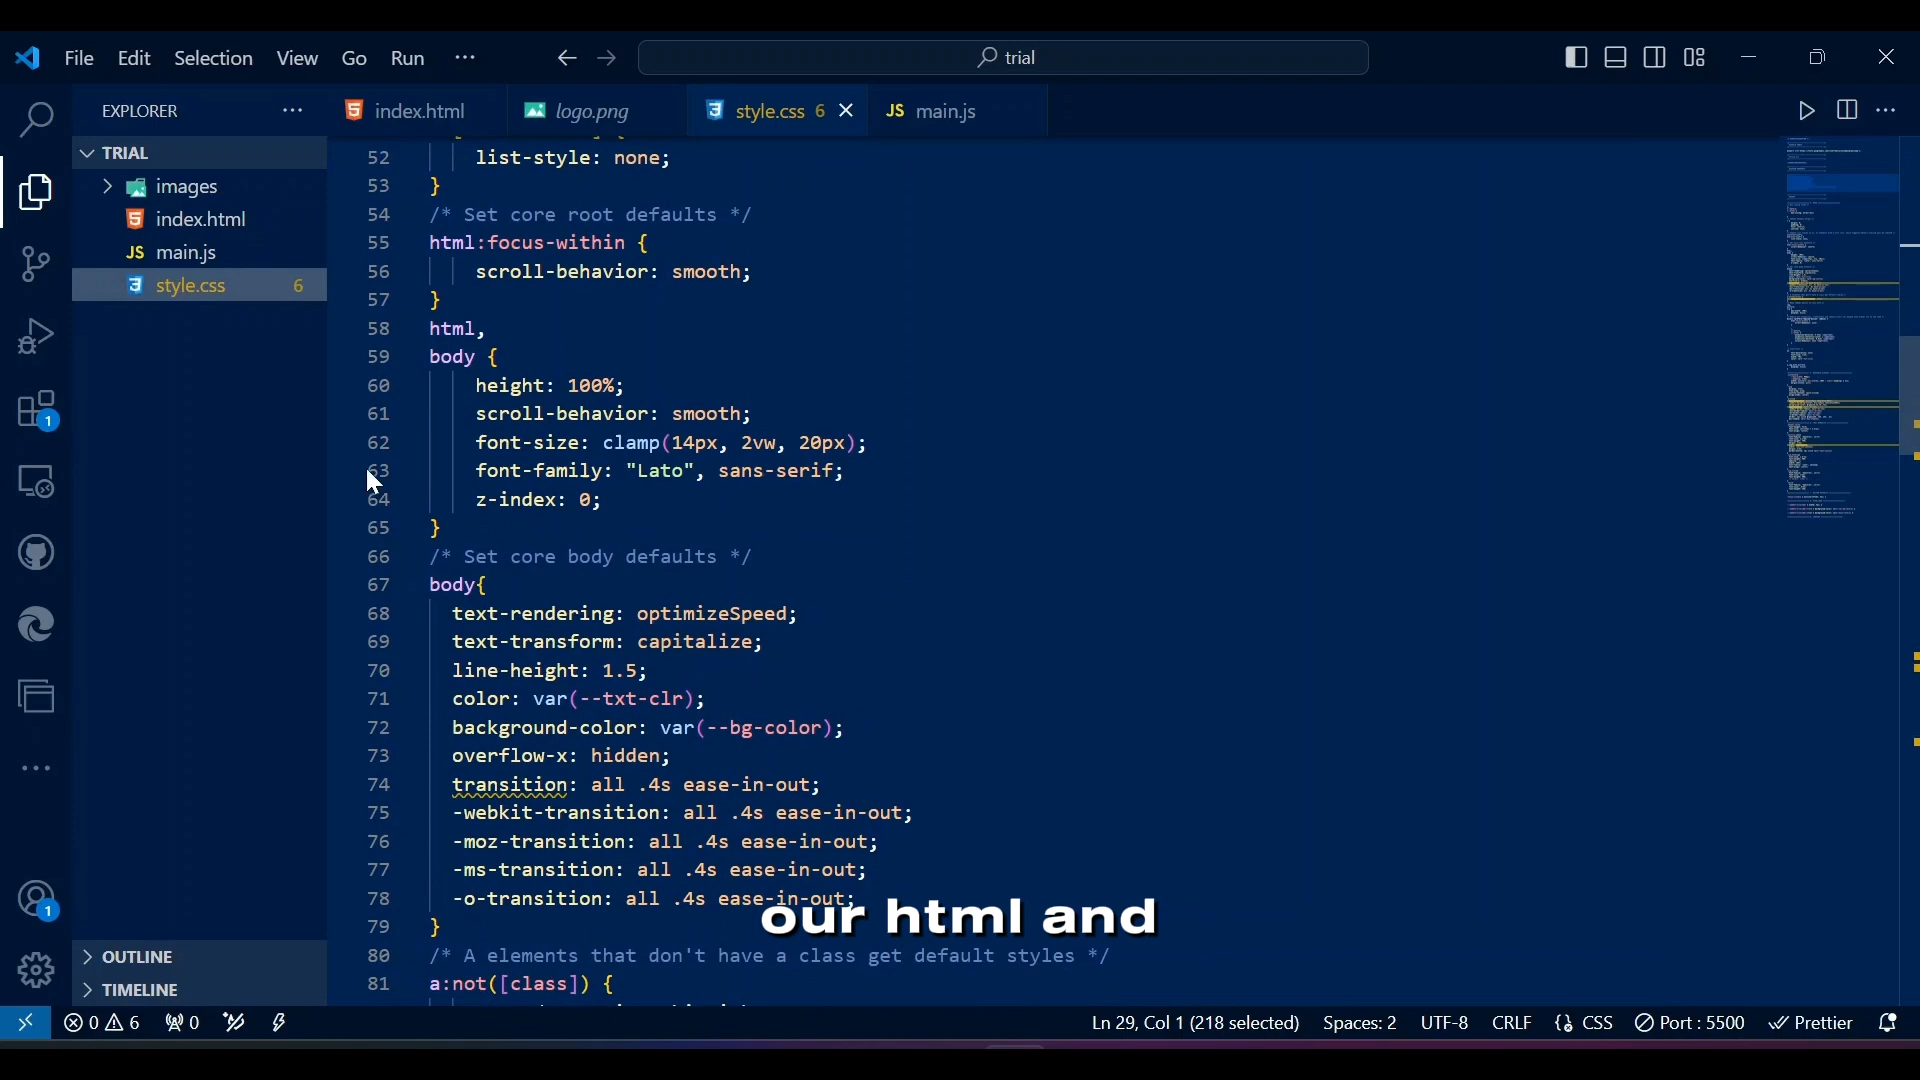 File Edit Selection View Go Run ··· trial
EXPLORER ···
index.html logo.png style.css 6 JS main.js
TRIAL
images
index.html
JS main.js
style.css 6
52 list-style: none;
53 }
54 /* Set core root defaults */
55 html:focus-within {
56 scroll-behavior: smooth;
57 }
58 html,
59 body {
60 height: 100%;
61 scroll-behavior: smooth;
62 font-size: clamp(14px, 2vw, 20px);
63 font-family: "Lato", sans-serif;
64 z-index: 0;
65 }
66 /* Set core body defaults */
67 body{
68 text-rendering: optimizeSpeed;
69 text-transform: capitalize;
70 line-height: 1.5;
71 color: var(--txt-clr);
72 background-color: var(--bg-color);
73 overflow-x: hidden;
74 transition: all .4s ease-in-out;
75 -webkit-transition: all .4s ease-in-out;
76 -moz-transition: all .4s ease-in-out;
77 -ms-transition: all .4s ease-in-out;
78 -o-transition: all .4s ease-in-out;
79 }
80 /* A elements that don't have a class get default styles */
81 a:not([class]) {
our html and
1
1
OUTLINE
TIMELINE
0 6 0 Ln 29, Col 1 (218 selected) Spaces: 2 UTF-8 CRLF {} CSS Port : 5500 Prettier